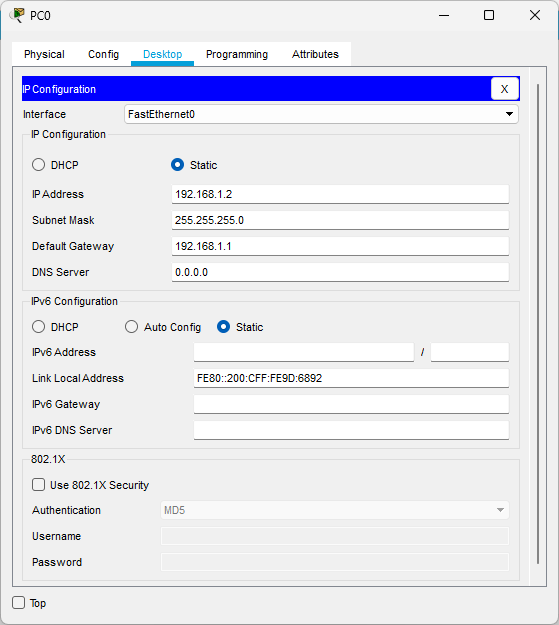 PC0
Physical Config Desktop Programming Attributes
IP Configuration X
Interface FastEthernet0
IP Configuration
DHCP Static
IP Address 192.168.1.2
Subnet Mask 255.255.255.0
Default Gateway 192.168.1.1
DNS Server 0.0.0.0
IPv6 Configuration
DHCP Auto Config Static
IPv6 Address /
Link Local Address FE80::200:CFF:FE9D:6892
IPv6 Gateway
IPv6 DNS Server
802.1X
Use 802.1X Security
Authentication MD5
Username
Password
Top